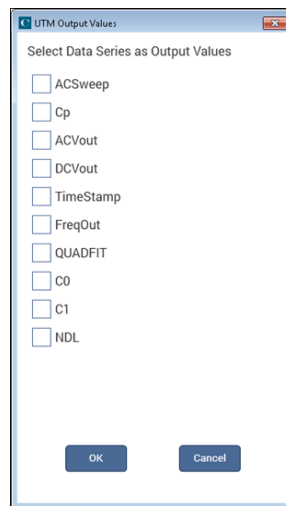 UTM Output Values
Select Data Series as Output Values
ACSweep
Cp
ACVout
DCVout
TimeStamp
FreqOut
QUADFIT
C0
C1
NDL
OK Cancel